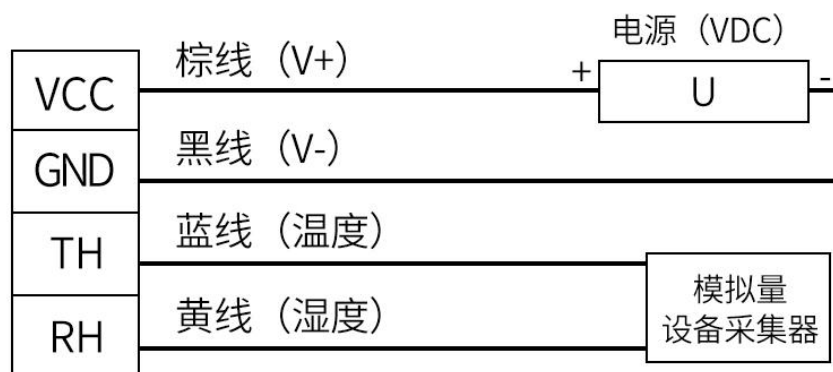 电源（VDC）
VCC 棕线（V+） + U -
GND 黑线（V-）
TH 蓝线（温度）
RH 黄线（湿度）
模拟量
设备采集器